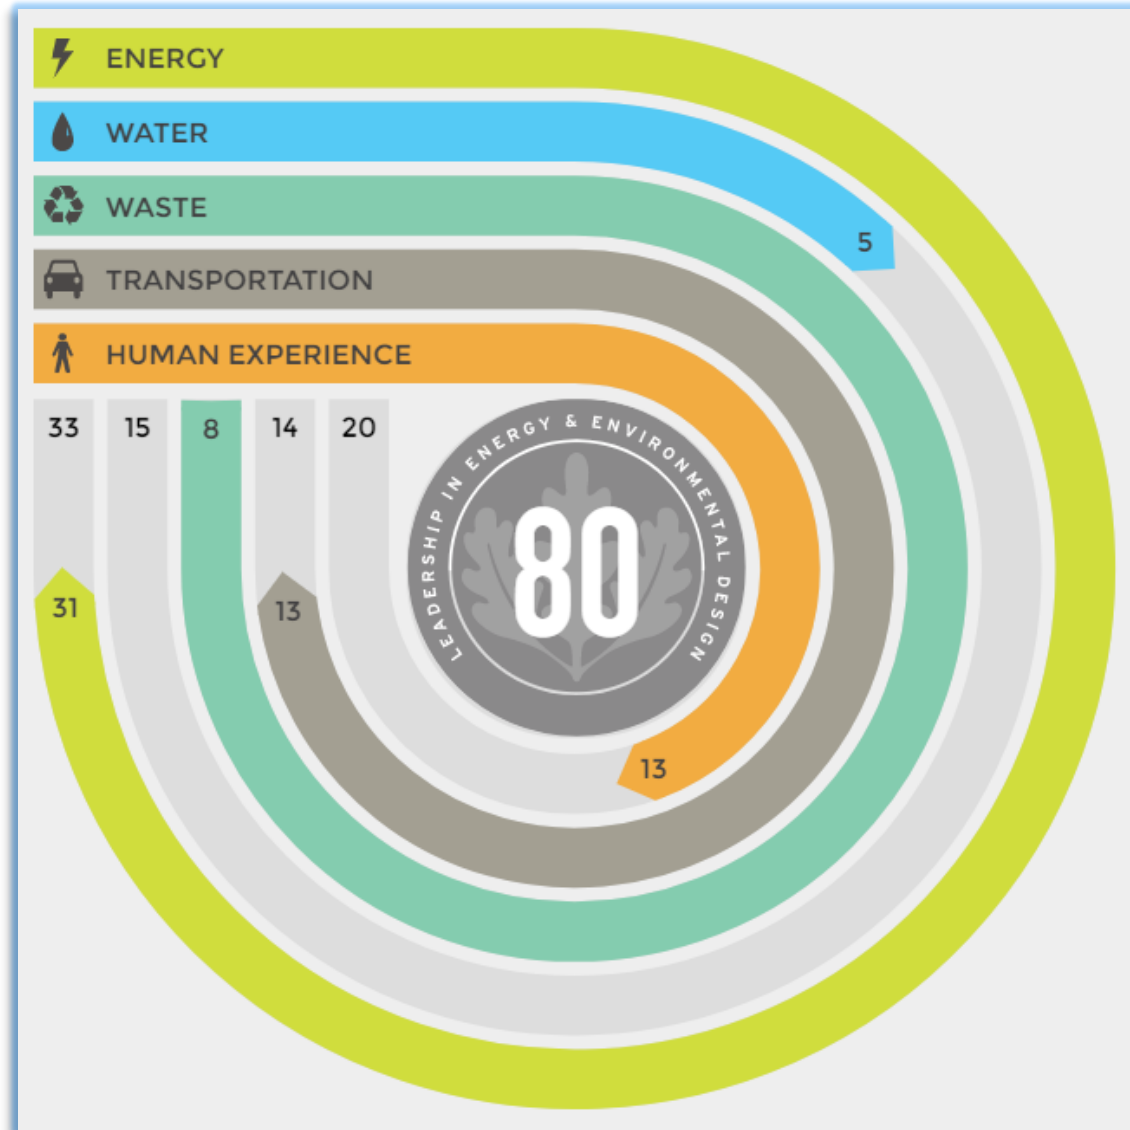 ENERGY
WATER
5
WASTE
TRANSPORTATION
HUMAN EXPERIENCE
33 15 8 14 20
LEADERSHIP IN ENERGY & ENVIRONMENTAL DESIGN
80
31
13
13